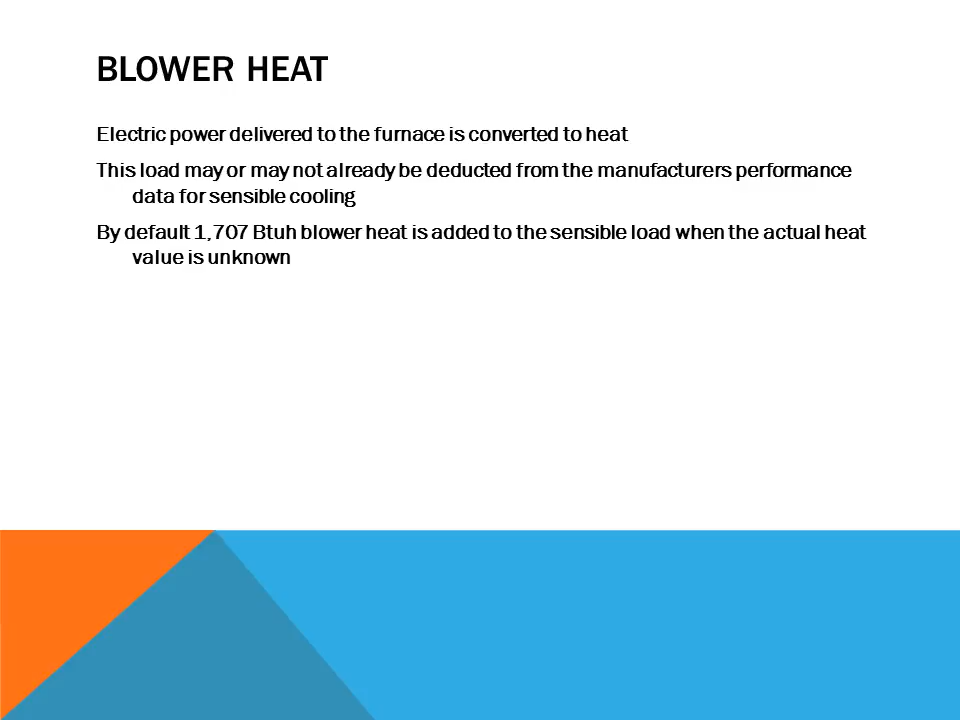 BLOWER HEAT
Electric power delivered to the furnace is converted to heat
This load may or may not already be deducted from the manufacturers performance
data for sensible cooling
By default 1,707 Btuh blower heat is added to the sensible load when the actual heat
value is unknown